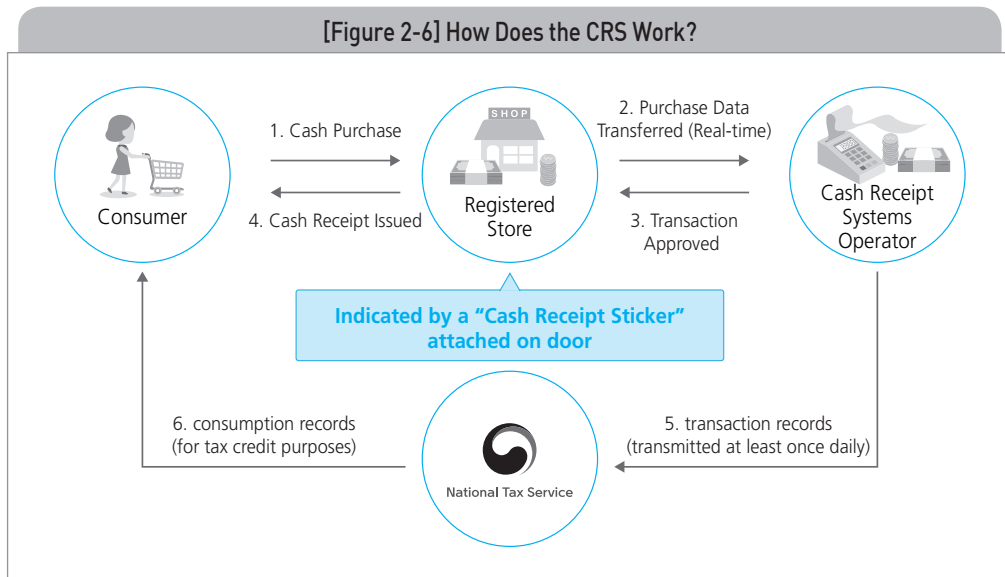 [Figure 2-6] How Does the CRS Work?
SHOP
1. Cash Purchase
2. Purchase Data
Transferred (Real-time)
Consumer
4. Cash Receipt Issued
Registered
Store
3. Transaction
Approved
Cash Receipt
Systems
Operator
Indicated by a “Cash Receipt Sticker”
attached on door
6. consumption records
(for tax credit purposes)
National Tax Service
5. transaction records
(transmitted at least once daily)